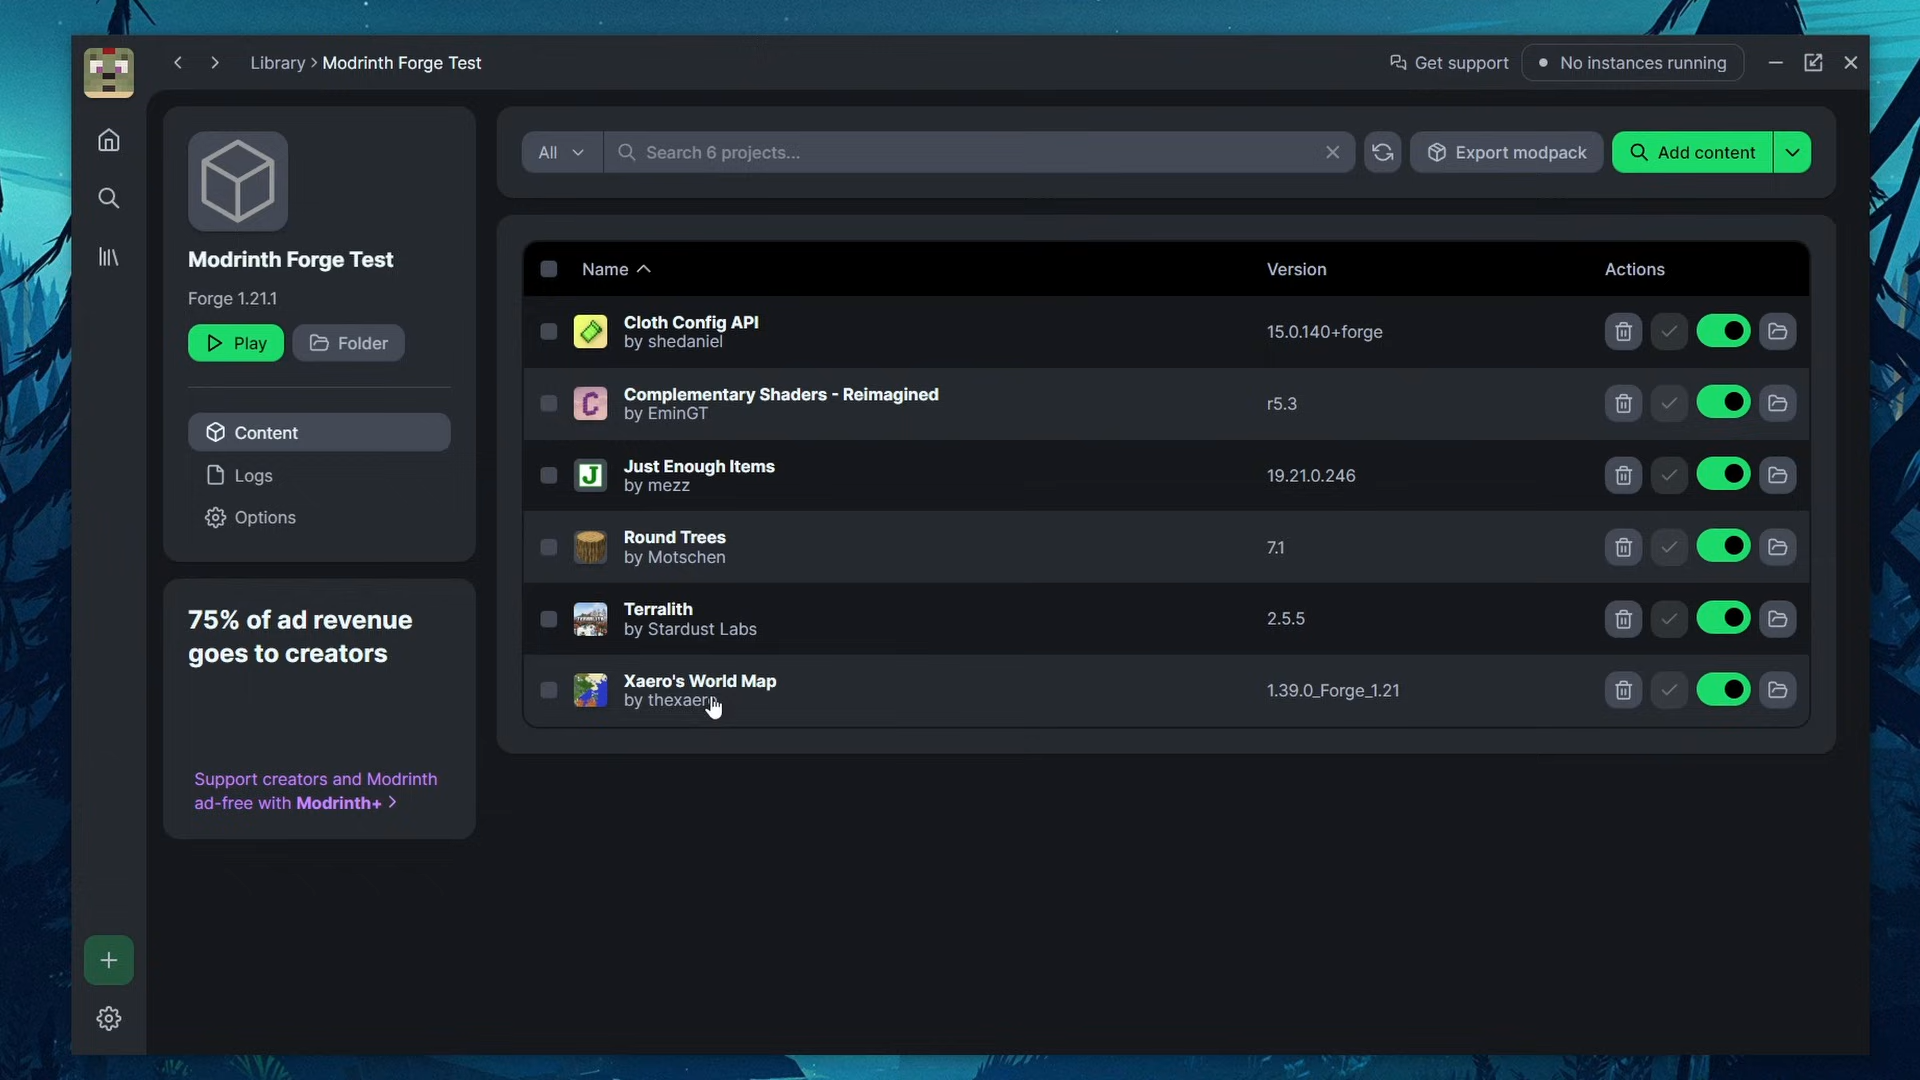 Library > Modrinth Forge Test
Get support
No instances running
Modrinth Forge Test
Forge 1.21.1
Play
Folder
Content
Logs
Options
75% of ad revenue
goes to creators
Support creators and Modrinth
ad-free with Modrinth+ >
All
Search 6 projects...
Export modpack
Add content
Name
Version
Actions
Cloth Config API
by shedaniel
15.0.140+forge
C
Complementary Shaders - Reimagined
by EminGT
r5.3
J
Just Enough Items
by mezz
19.21.0.246
Round Trees
by Motschen
7.1
TERRALITH
Terralith
by Stardust Labs
2.5.5
Xaero's World Map
by thexaero
1.39.0_Forge_1.21